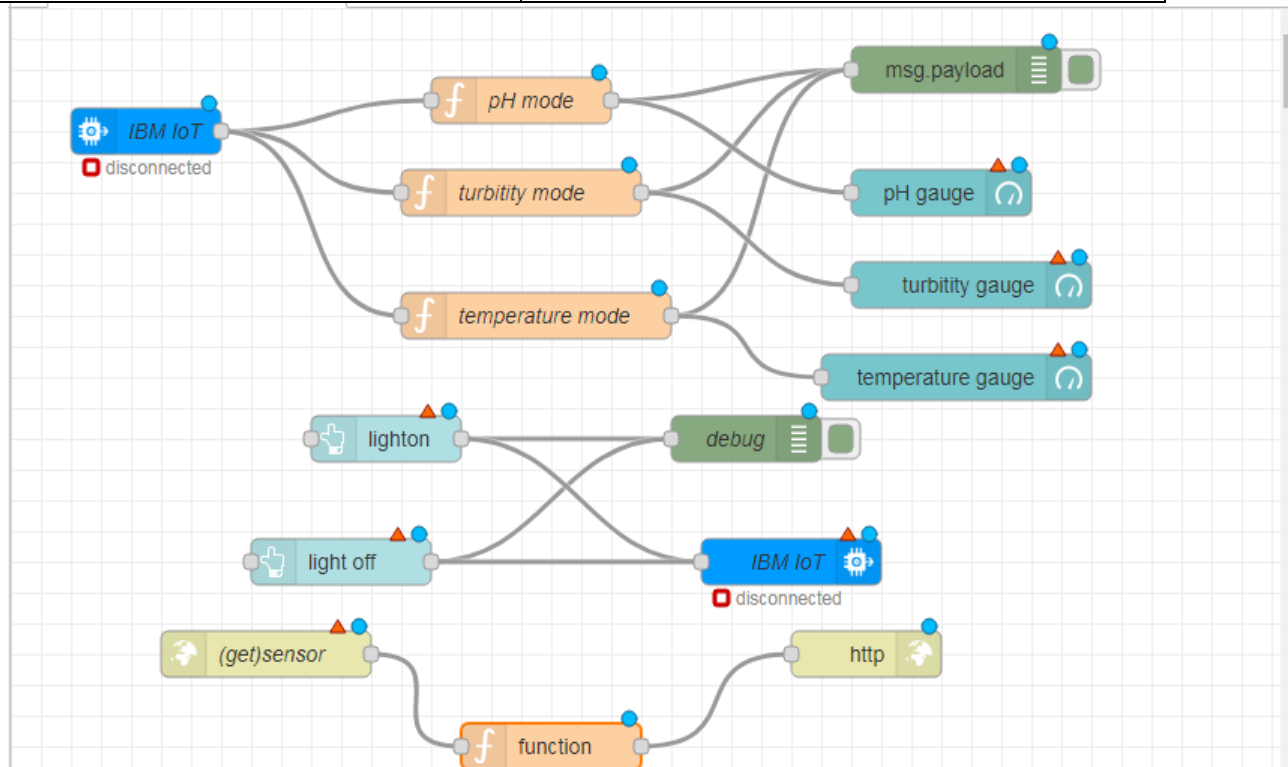 msg.payload
pH mode
IBM IoT
disconnected
turbitity mode
pH gauge
turbitity gauge
temperature mode
temperature gauge
lighton
debug
light off
IBM IoT
disconnected
(get)sensor
http
function